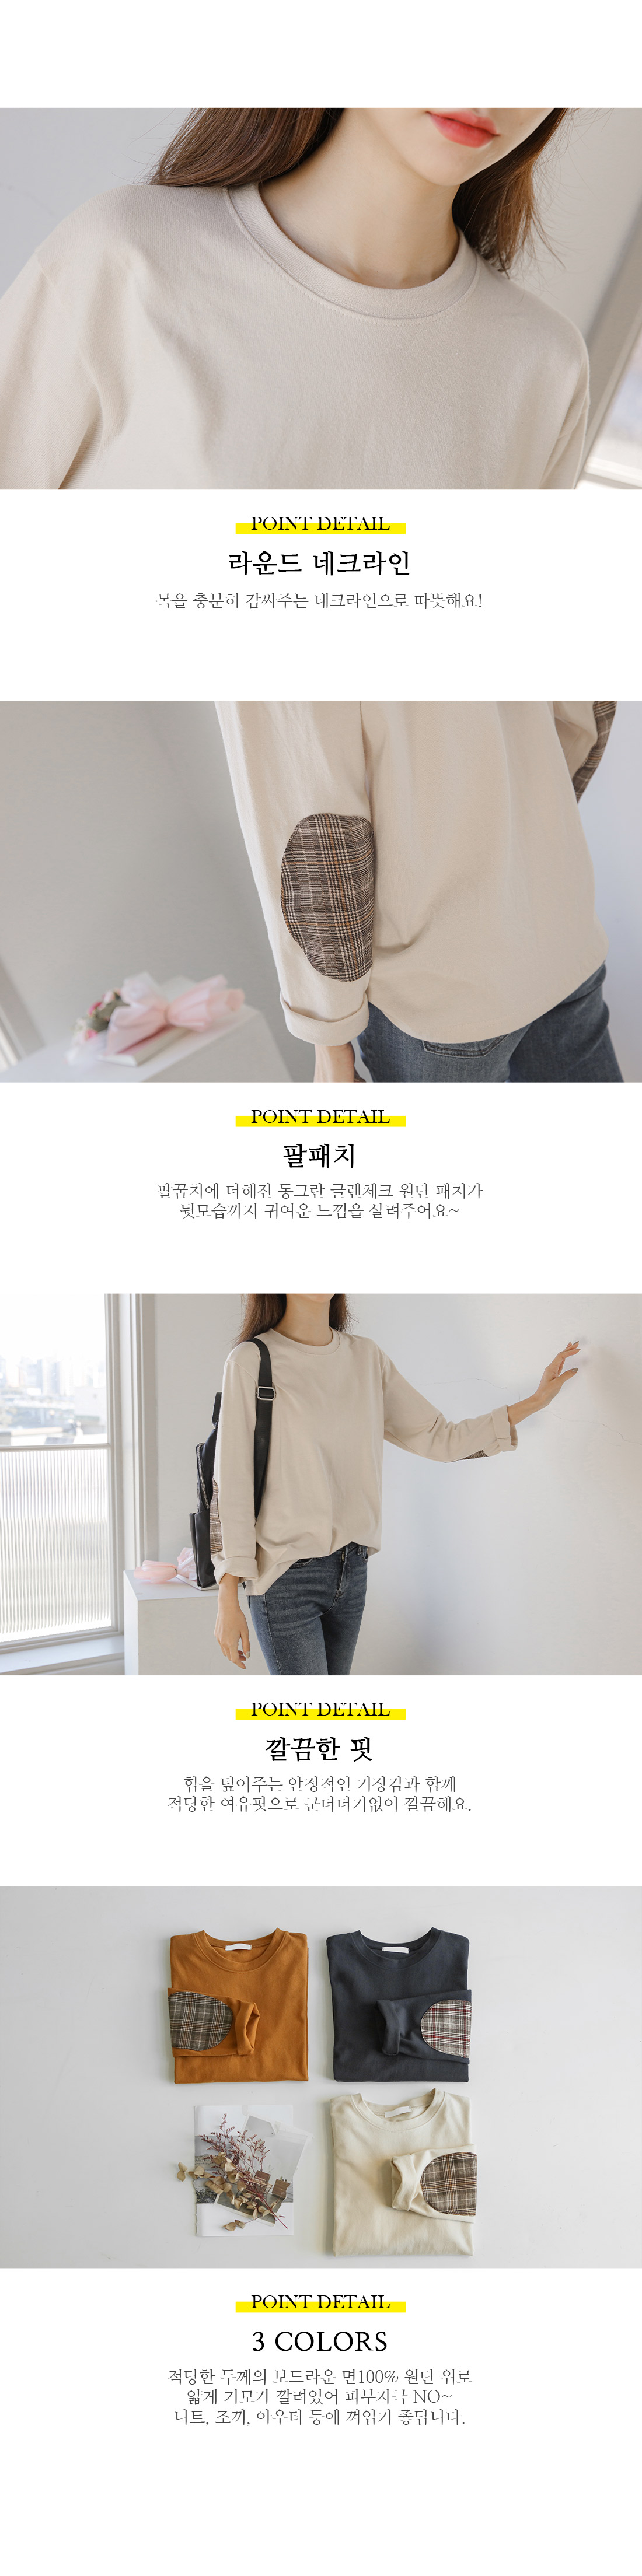 POINT DETAIL
라운드 네크라인
목을 충분히 감싸주는 네크라인으로 따뜻해요!
POINT DETAIL
팔패치
팔꿈치에 더해진 동그란 글렌체크 원단 패치가
뒷모습까지 귀여운 느낌을 살려주어요~
POINT DETAIL
깔끔한 핏
힙을 덮어주는 안정적인 기장감과 함께
적당한 여유핏으로 군더더기없이 깔끔해요.
POINT DETAIL
3 COLORS
적당한 두께의 보드라운 면100% 원단 위로
얇게 기모가 깔려있어 피부자극 NO~
니트, 조끼, 아우터 등에 껴입기 좋답니다.